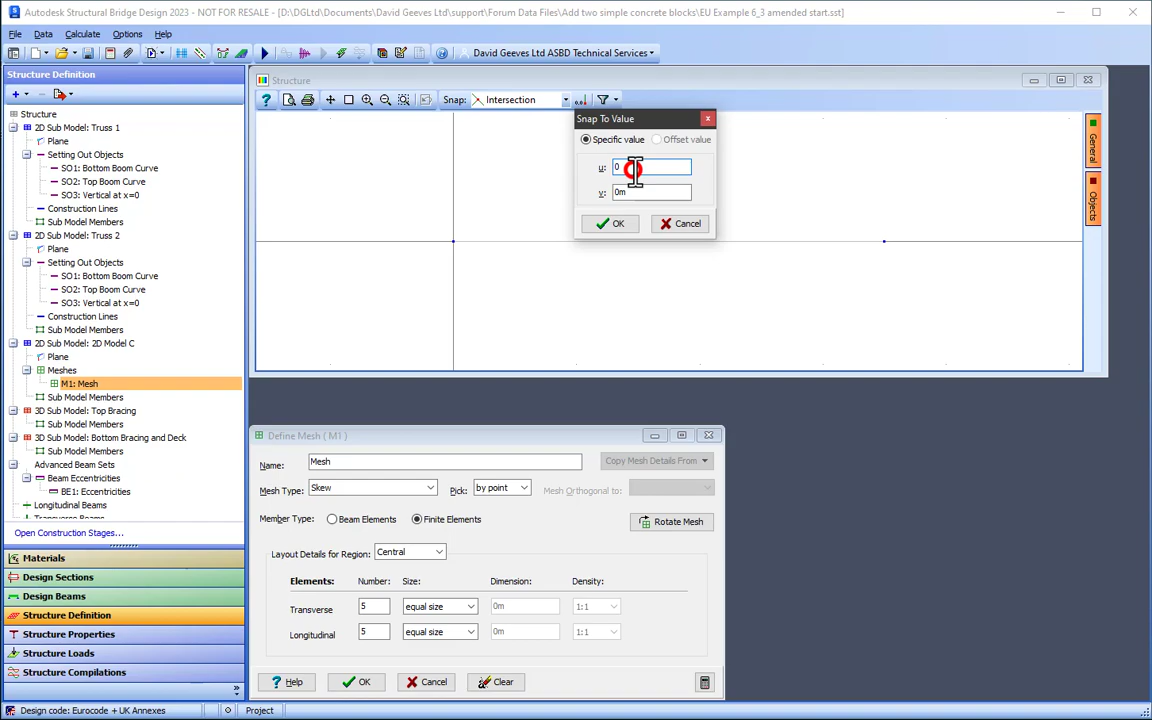 Autodesk Structural Bridge Design 2023 - NOT FOR RESALE - [D:\DGLtd\Documents\David Geeves Ltd\support\Forum Data Files\Add two simple concrete blocks\EU Example 6_3 amended start.sst]
File Data Calculate Options Help
David Geeves Ltd ASBD Technical Services
Structure Definition
Structure
2D Sub Model: Truss 1
Plane
Setting Out Objects
SO1: Bottom Boom Curve
SO2: Top Boom Curve
SO3: Vertical at x=0
Construction Lines
Sub Model Members
2D Sub Model: Truss 2
Plane
Setting Out Objects
SO1: Bottom Boom Curve
SO2: Top Boom Curve
SO3: Vertical at x=0
Construction Lines
Sub Model Members
2D Sub Model: 2D Model C
Plane
Meshes
M1: Mesh
Sub Model Members
3D Sub Model: Top Bracing
Sub Model Members
3D Sub Model: Bottom Bracing and Deck
Sub Model Members
Advanced Beam Sets
Beam Eccentricities
BE1: Eccentricities
Longitudinal Beams
Transverse Beams
Open Construction Stages...
Materials
Design Sections
Design Beams
Structure Definition
Structure Properties
Structure Loads
Structure Compilations
Structure
Snap: Intersection
Snap To Value
Specific value Offset value
u: 0
v: 0m
OK Cancel
General
Objects
Define Mesh ( M1 )
Name: Mesh Copy Mesh Details From
Mesh Type: Skew Pick: by point Mesh Orthogonal to:
Member Type: Beam Elements Finite Elements Rotate Mesh
Layout Details for Region: Central
Elements: Number: Size: Dimension: Density:
Transverse 5 equal size 0m 1:1
Longitudinal 5 equal size 0m 1:1
Help OK Cancel Clear
Design code: Eurocode + UK Annexes Project